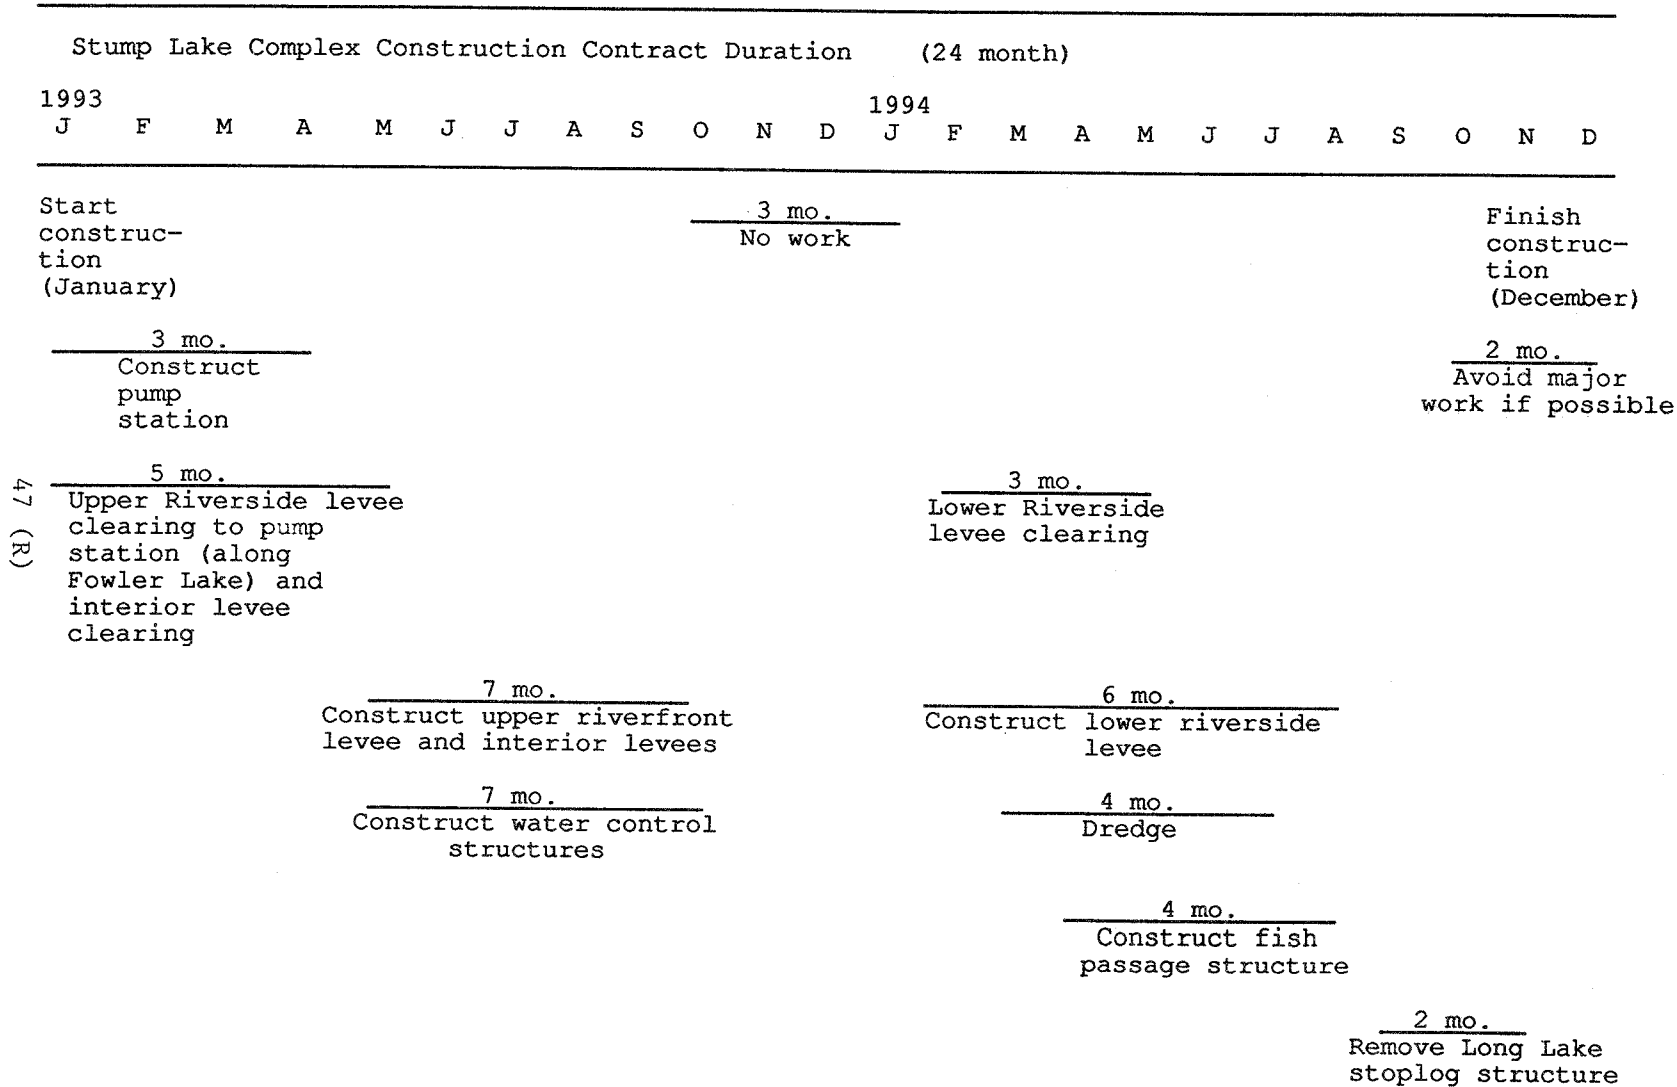 Stump Lake Complex Construction Contract Duration (24 month)
1993 1994
J F M A M J J A S O N D J F M A M J J A S O N D
Start
construc-
tion
(January)
3 mo.
No work
Finish
construc-
tion
(December)
3 mo.
Construct
pump
station
2 mo.
Avoid major
work if possible
5 mo.
Upper Riverside levee
clearing to pump
station (along
Fowler Lake) and
interior levee
clearing
3 mo.
Lower Riverside
levee clearing
7 mo.
Construct upper riverfront
levee and interior levees
6 mo.
Construct lower riverside
levee
7 mo.
Construct water control
structures
4 mo.
Dredge
4 mo.
Construct fish
passage structure
2 mo.
Remove Long Lake
stoplog structure
47 (R)